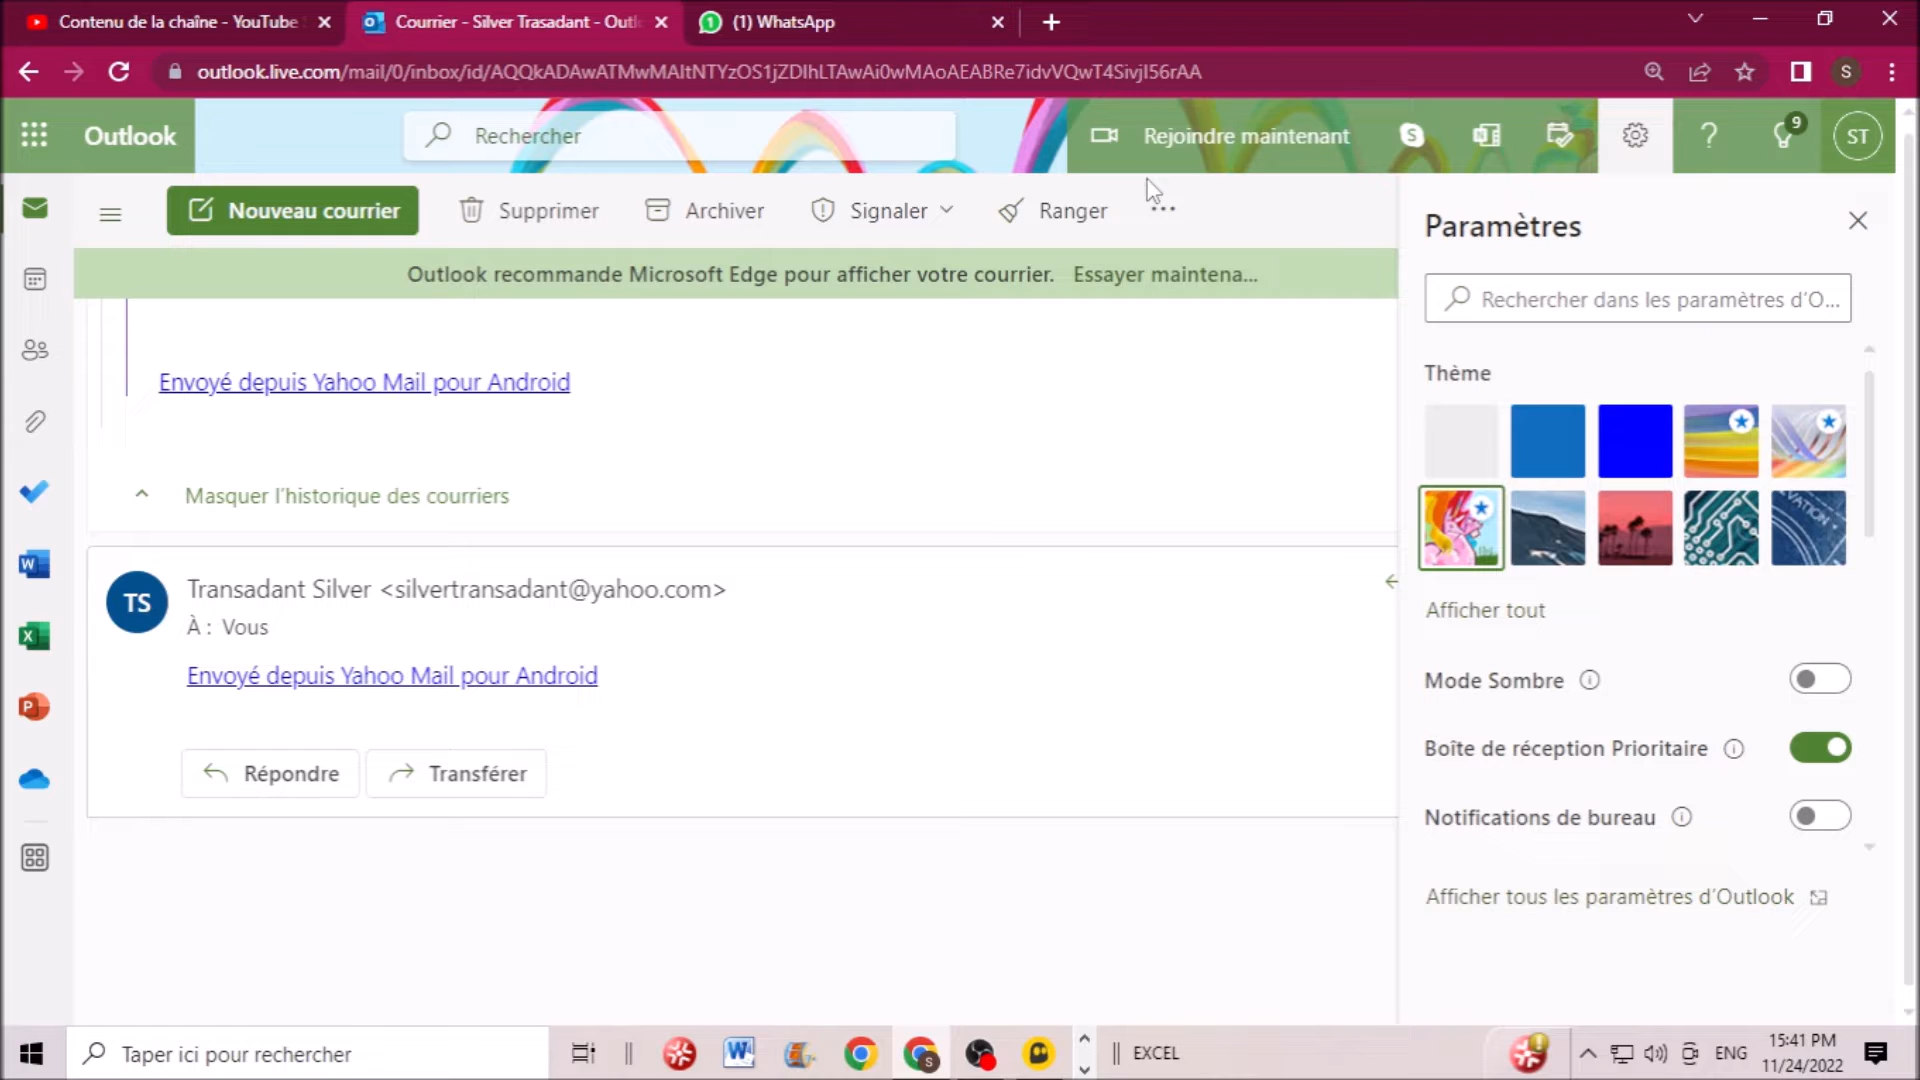 Contenu de la chaîne - YouTube
Courrier - Silver Trasadant - Outl
(1) WhatsApp
outlook.live.com/mail/0/inbox/id/AQQkADAwATMwMAItNTYzOS1jZDIhLTAwAi0wMAoAEABRe7idvVQwT4SivjI56rAA
S
Outlook
Rechercher
Rejoindre maintenant
9
ST
Nouveau courrier
Supprimer
Archiver
Signaler
Ranger
Paramètres
Outlook recommande Microsoft Edge pour afficher votre courrier. Essayer maintena...
Rechercher dans les paramètres d'O...
Thème
Envoyé depuis Yahoo Mail pour Android
Masquer l'historique des courriers
TS
Transadant Silver <silvertransadant@yahoo.com>
À : Vous
Envoyé depuis Yahoo Mail pour Android
Répondre
Transférer
Afficher tout
Mode Sombre
Boîte de réception Prioritaire
Notifications de bureau
Afficher tous les paramètres d'Outlook
Taper ici pour rechercher
EXCEL
ENG
15:41 PM
11/24/2022